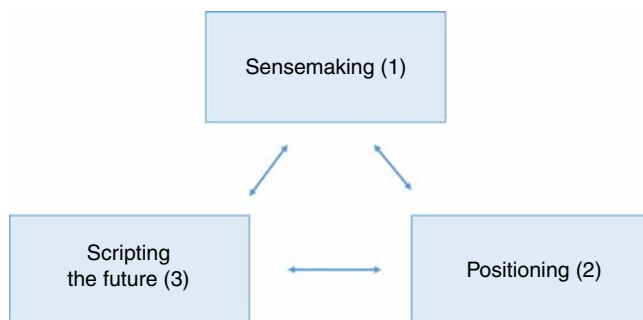 Sensemaking (1)
Scripting
the future (3)
Positioning (2)